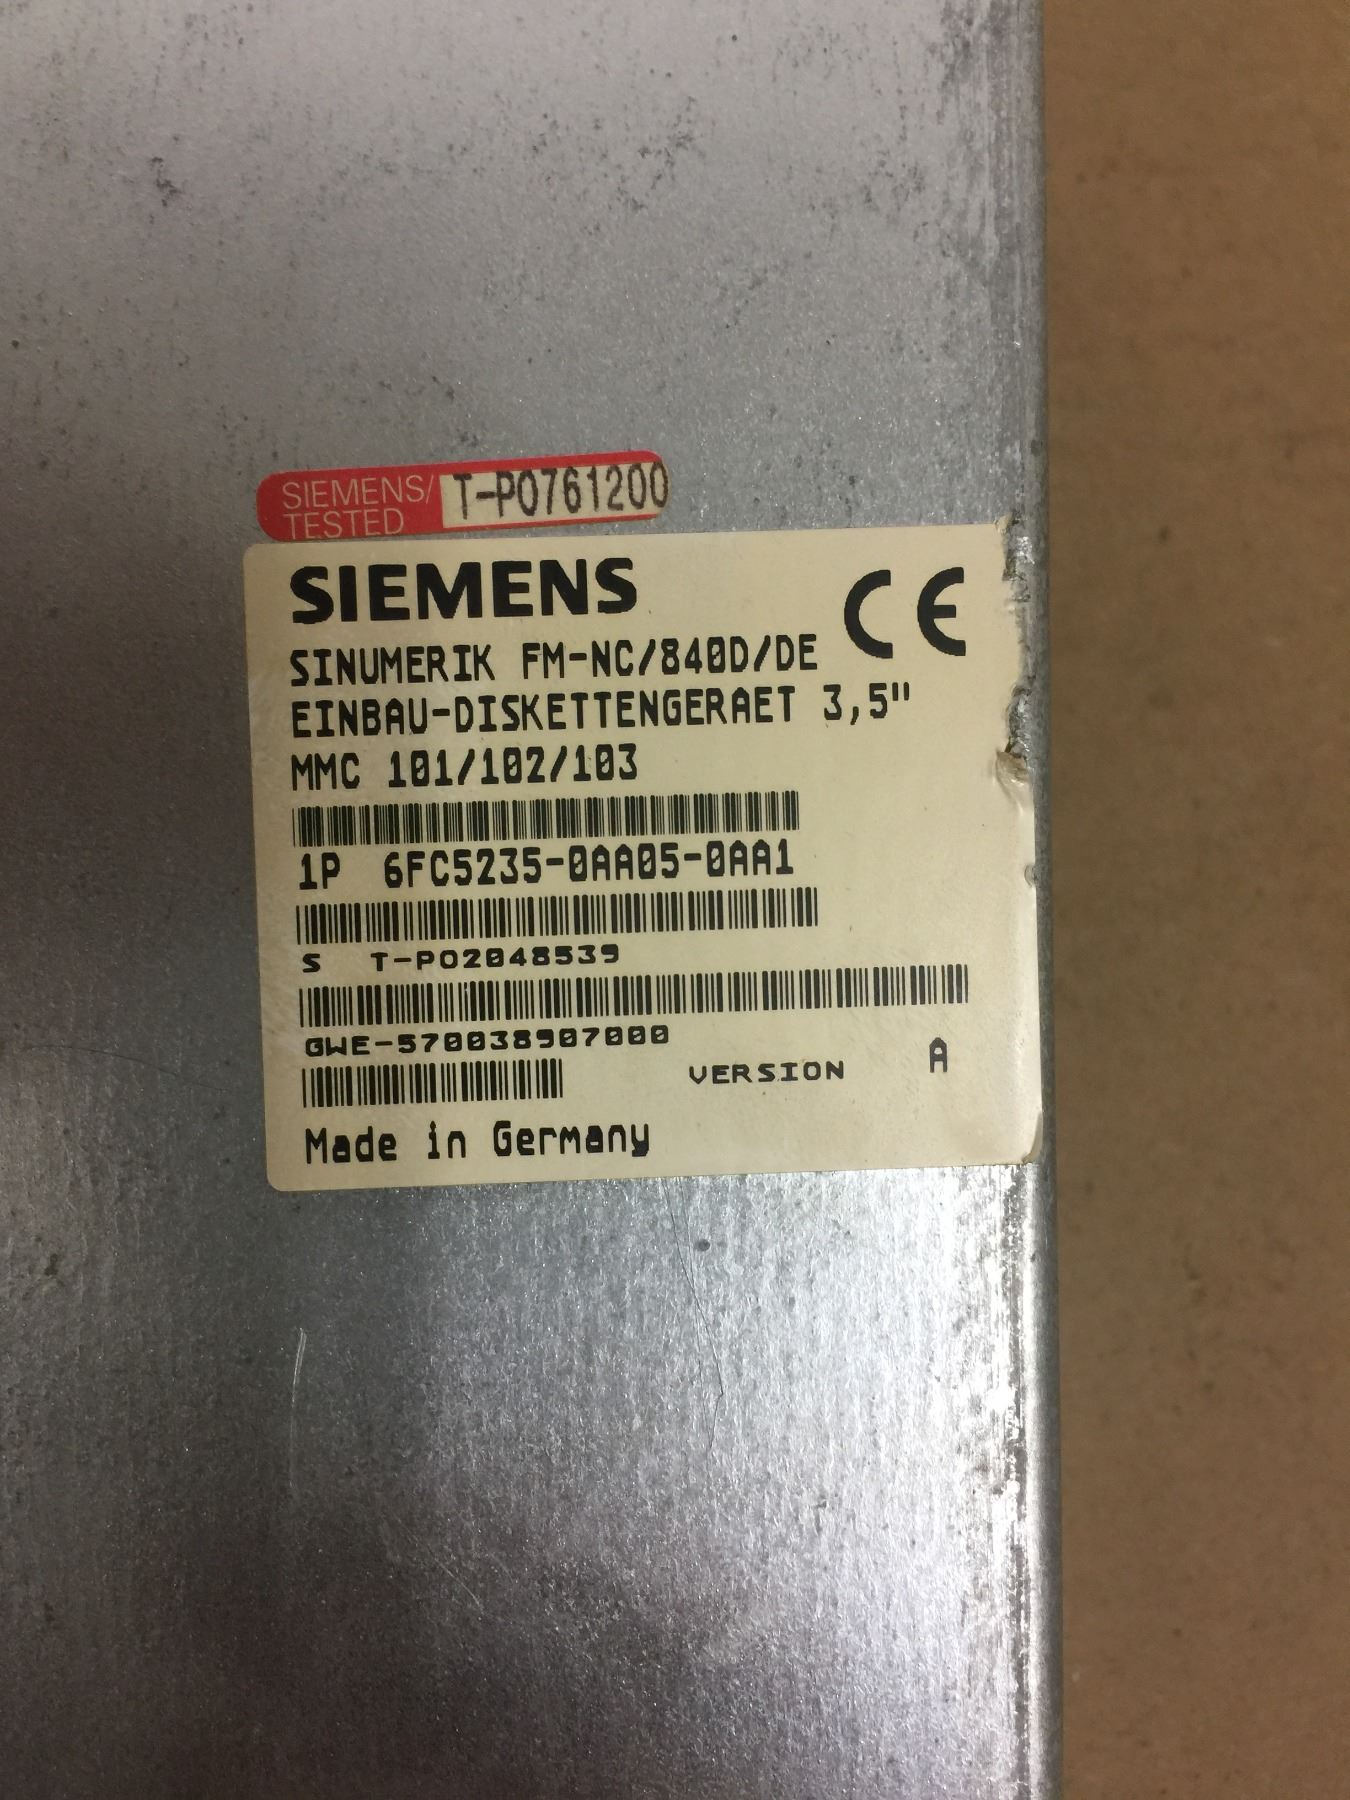 SIEMENS/ T-P0761200
TESTED
SIEMENS CE
SINUMERIK FM-NC/840D/DE
EINBAU-DISKETTENGERAET 3,5"
MMC 101/102/103
1P 6FC5235-0AA05-0AA1
S T-PO2048539
GWE-570038907000
VERSION A
Made in Germany